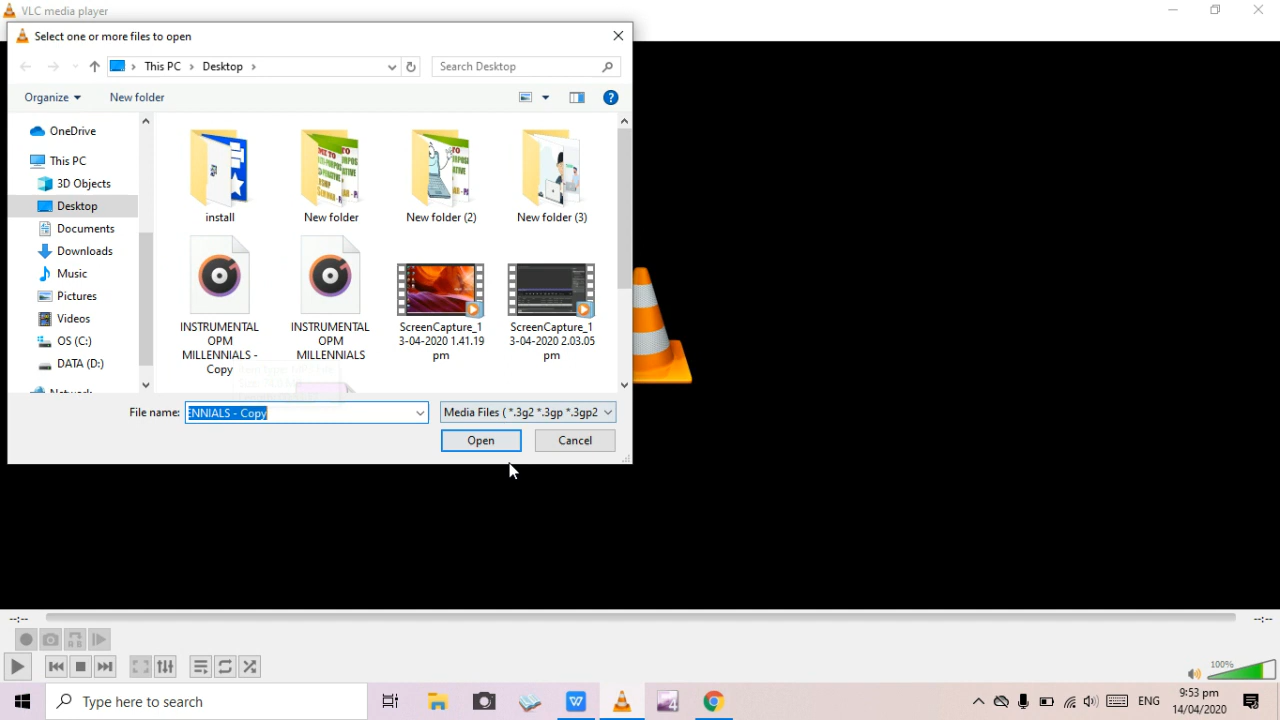 VLC media player
Select one or more files to open
This PC > Desktop >
Search Desktop
Organize
New folder
OneDrive
This PC
3D Objects
Desktop
Documents
Downloads
Music
Pictures
Videos
OS (C:)
DATA (D:)
install
New folder
New folder (2)
New folder (3)
INSTRUMENTAL
OPM
MILLENNIALS -
Copy
INSTRUMENTAL
OPM
MILLENNIALS
ScreenCapture_1
3-04-2020 1.41.19
pm
ScreenCapture_1
3-04-2020 2.03.05
pm
File name:
ENNIALS - Copy
Media Files ( *.3g2 *.3gp *.3gp2
Open
Cancel
--:--
--:--
100%
Type here to search
ENG
9:53 pm
14/04/2020